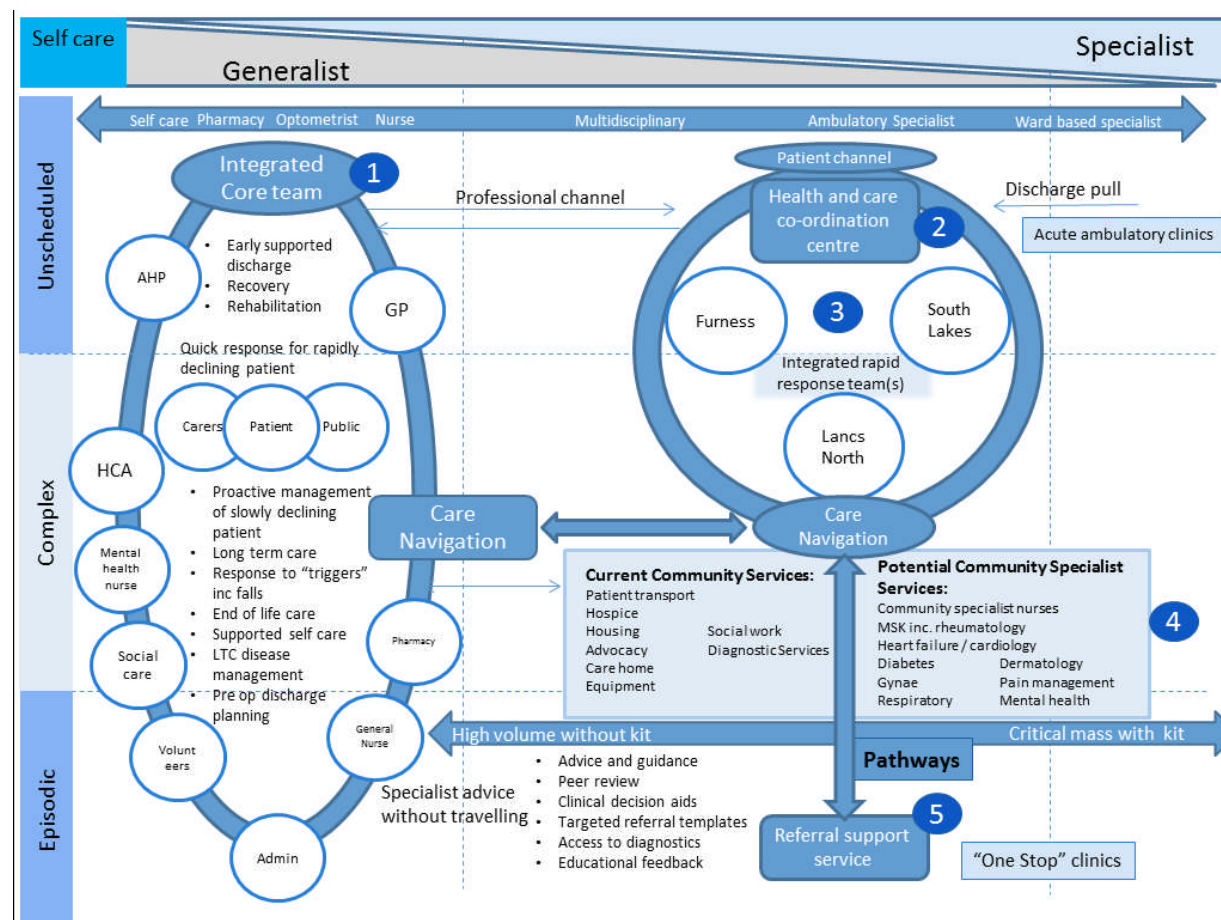 Self care
Generalist
Specialist
Unscheduled
Complex
Episodic
Self care
Pharmacy
Optometrist
Nurse
Multidisciplinary
Ambulatory Specialist
Ward based specialist
Integrated
Core team
1
• Early supported
discharge
• Recovery
• Rehabilitation
AHP
GP
Quick response for rapidly
declining patient
Carers
Patient
Public
HCA
Mental
health
nurse
Social
care
Volunt
eers
Admin
General
Nurse
Pharmacy
• Proactive management
of slowly declining
patient
• Long term care
• Response to “triggers”
inc falls
• End of life care
• Supported self care
• LTC disease
management
• Pre op discharge
planning
Care
Navigation
Professional channel
Patient channel
Health and care
co-ordination
centre
2
Discharge pull
Acute ambulatory clinics
Furness
3
South
Lakes
Integrated rapid
response team(s)
Lancs
North
Care
Navigation
Current Community Services:
Patient transport
Hospice
Housing
Advocacy
Care home
Equipment
Social work
Diagnostic Services
Potential Community Specialist
Services:
Community specialist nurses
MSK inc. rheumatology
Heart failure / cardiology
Diabetes
Gynae
Respiratory
Dermatology
Pain management
Mental health
4
High volume without kit
Critical mass with kit
Specialist advice
without travelling
• Advice and guidance
• Peer review
• Clinical decision aids
• Targeted referral templates
• Access to diagnostics
• Educational feedback
Pathways
5
Referral support
service
“One Stop” clinics